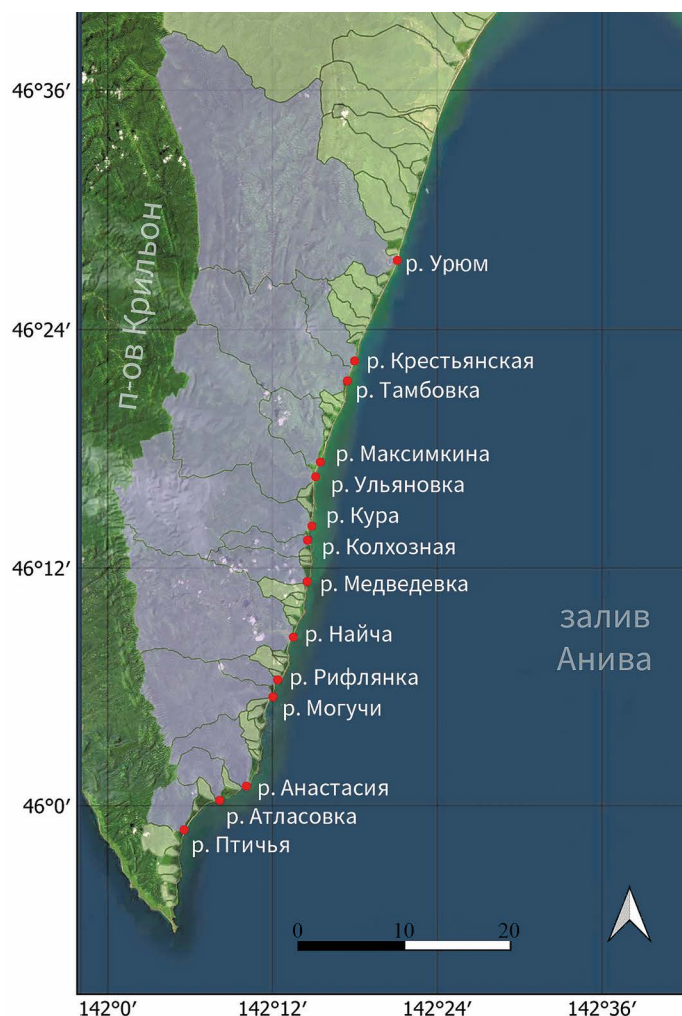 46°36′
п-ов Крильон
р. Урюм
46°24′
р. Крестьянская
р. Тамбовка
р. Максимкина
р. Ульяновка
р. Кура
р. Колхозная
46°12′
р. Медведевка
залив
Анива
р. Найча
р. Рифлянка
р. Могучи
р. Анастасия
46°0′
р. Атласовка
р. Птичья
0 10 20
142°0′ 142°12′ 142°24′ 142°36′